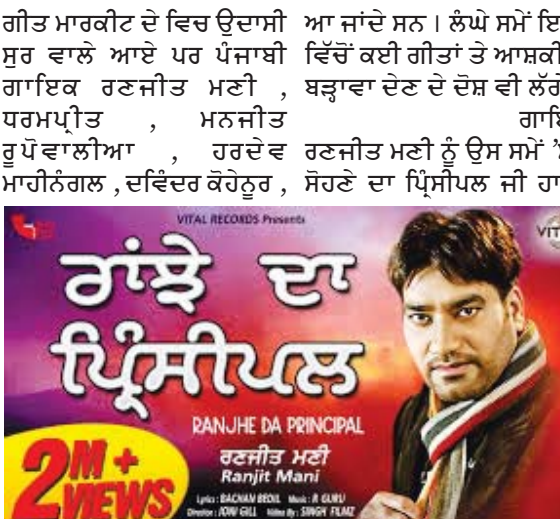 ਗੀਤ ਮਾਰਕੀਟ ਦੇ ਵਿਚ ਉਦਾਸੀ
ਸੁਰ ਵਾਲੇ ਆਏ ਪਰ ਪੰਜਾਬੀ
ਗਾਇਕ ਰਣਜੀਤ ਮਣੀ ,
ਧਰਮਪ੍ਰੀਤ , ਮਨਜੀਤ
ਰੂਪੋਵਾਲੀਆ , ਹਰਦੇਵ
ਮਾਹੀਨੰਗਲ ,ਦਵਿੰਦਰ ਕੋਹੇਨੂਰ ,
ਆ ਜਾਂਦੇ ਸਨ । ਲੰਘੇ ਸਮੇਂ
ਵਿੱਚੋਂ ਕਈ ਗੀਤਾਂ ਤੇ
ਬੜ੍ਹਾਵਾ ਦੇਣ ਦੇ ਦੋਸ਼ ਵੀ
ਰਣਜੀਤ ਮਣੀ ਨੂੰ ਉਸ ਸਮੇਂ
ਸੋਹਣੇ ਦਾ ਪ੍ਰਿੰਸੀਪਲ ਜੀ
VITAL RECORDS Presents
ਰਾਂਝੇ ਦਾ
ਪ੍ਰਿੰਸੀਪਲ
RANJHE DA PRINCIPAL
ਰਣਜੀਤ ਮਣੀ
Ranjit Mani
Lyrics : BACHAN BEDIL Music : R GURU
Director : JONI GILL Video By : SINGH FILMZ
2M +
VIEWS